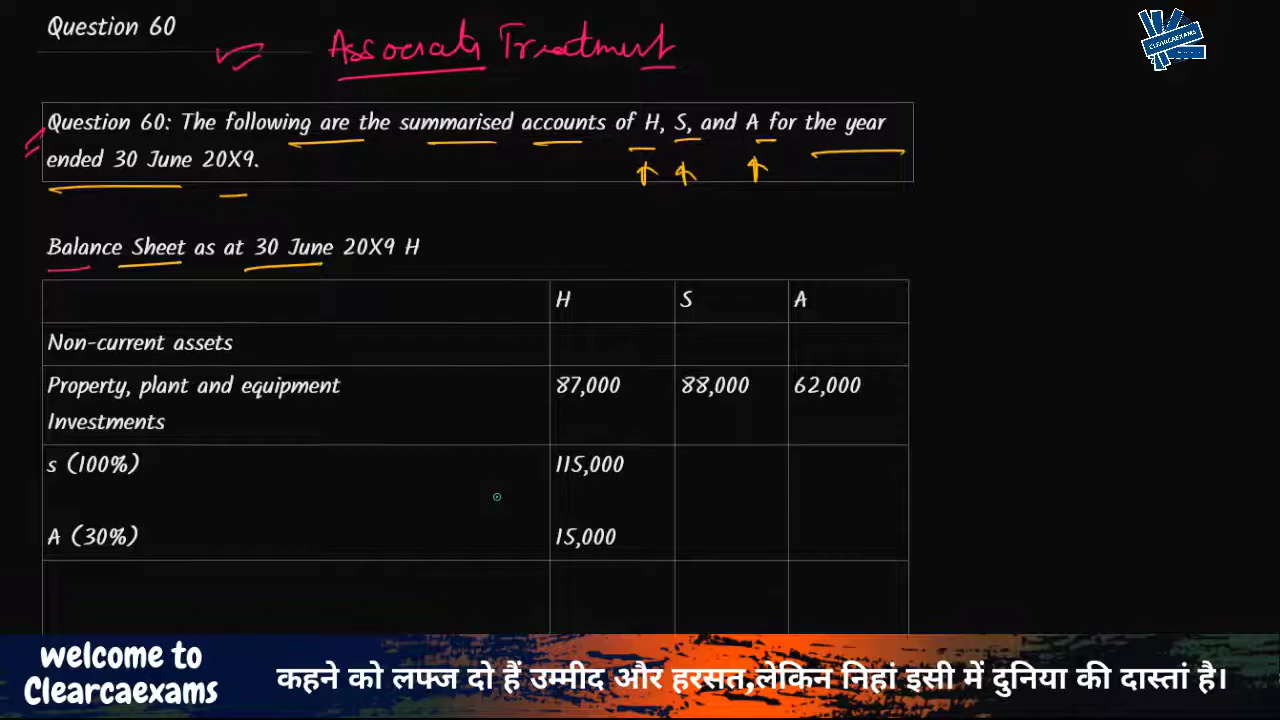 Question 60
Associate Treatment
CLEARCAEXAMS
Question 60: The following are the summarised accounts of H, S, and A for the year
ended 30 June 20X9.
Balance Sheet as at 30 June 20X9 H
H S A
Non-current assets
Property, plant and equipment 87,000 88,000 62,000
Investments
s (100%) 115,000
A (30%) 15,000
welcome to
Clearcaexams
कहने को लफ्ज दो हैं उम्मीद और हसरत,लेकिन निहां इसी में दुनिया की दास्तां है।